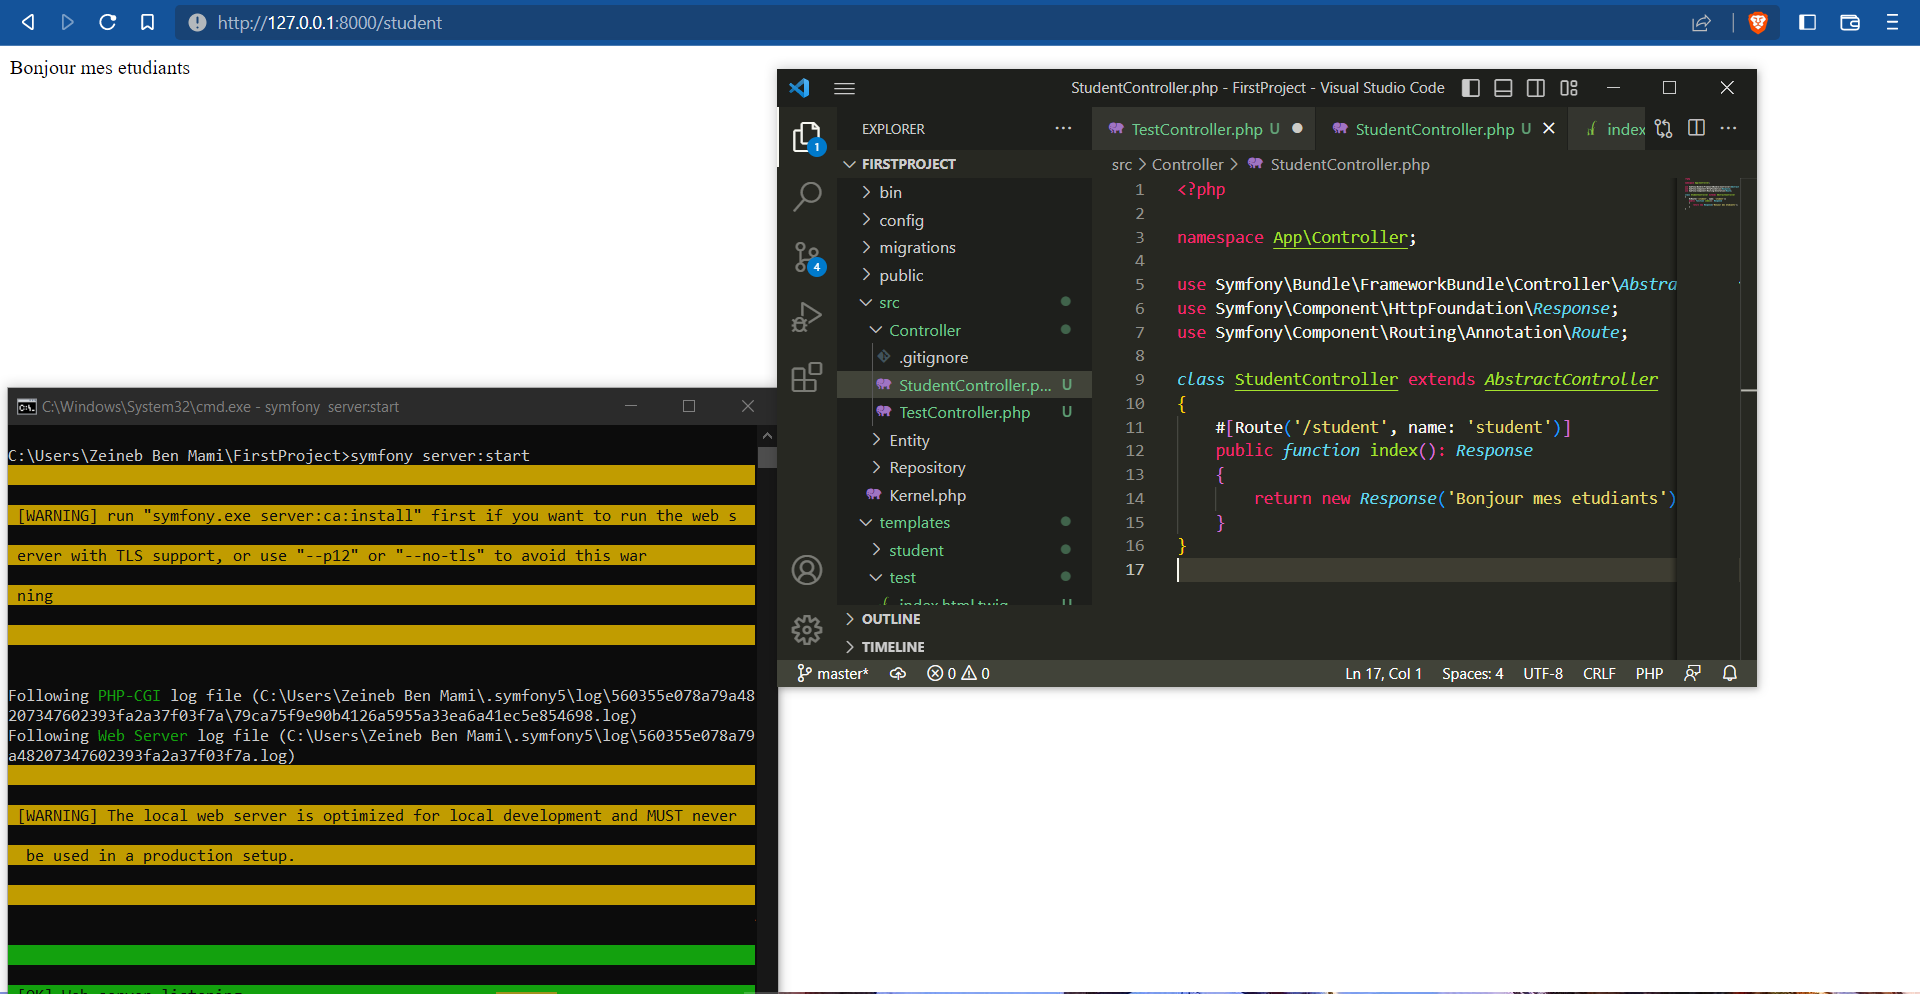 http://127.0.0.1:8000/student
Bonjour mes etudiants
C:\Windows\System32\cmd.exe - symfony  server:start
C:\Users\Zeineb Ben Mami\FirstProject>symfony server:start
[WARNING] run "symfony.exe server:ca:install" first if you want to run the web s
erver with TLS support, or use "--p12" or "--no-tls" to avoid this war
ning
Following PHP-CGI log file (C:\Users\Zeineb Ben Mami\.symfony5\log\560355e078a79a48
207347602393fa2a37f03f7a\79ca75f9e90b4126a5955a33ea6a41ec5e854698.log)
Following Web Server log file (C:\Users\Zeineb Ben Mami\.symfony5\log\560355e078a79
a48207347602393fa2a37f03f7a.log)
[WARNING] The local web server is optimized for local development and MUST never
be used in a production setup.
[OK] Web server listening
StudentController.php - FirstProject - Visual Studio Code
EXPLORER
1
4
FIRSTPROJECT
bin
config
migrations
public
src
Controller
.gitignore
StudentController.p... U
TestController.php U
Entity
Repository
Kernel.php
templates
student
test
index.html.twig U
OUTLINE
TIMELINE
TestController.php U
StudentController.php U
index
src > Controller > StudentController.php
1 <?php
2
3 namespace App\Controller;
4
5 use Symfony\Bundle\FrameworkBundle\Controller\Abstra
6 use Symfony\Component\HttpFoundation\Response;
7 use Symfony\Component\Routing\Annotation\Route;
8
9 class StudentController extends AbstractController
10 {
11 #[Route('/student', name: 'student')]
12 public function index(): Response
13 {
14 return new Response('Bonjour mes etudiants')
15 }
16 }
17
master* 0 0 Ln 17, Col 1 Spaces: 4 UTF-8 CRLF PHP